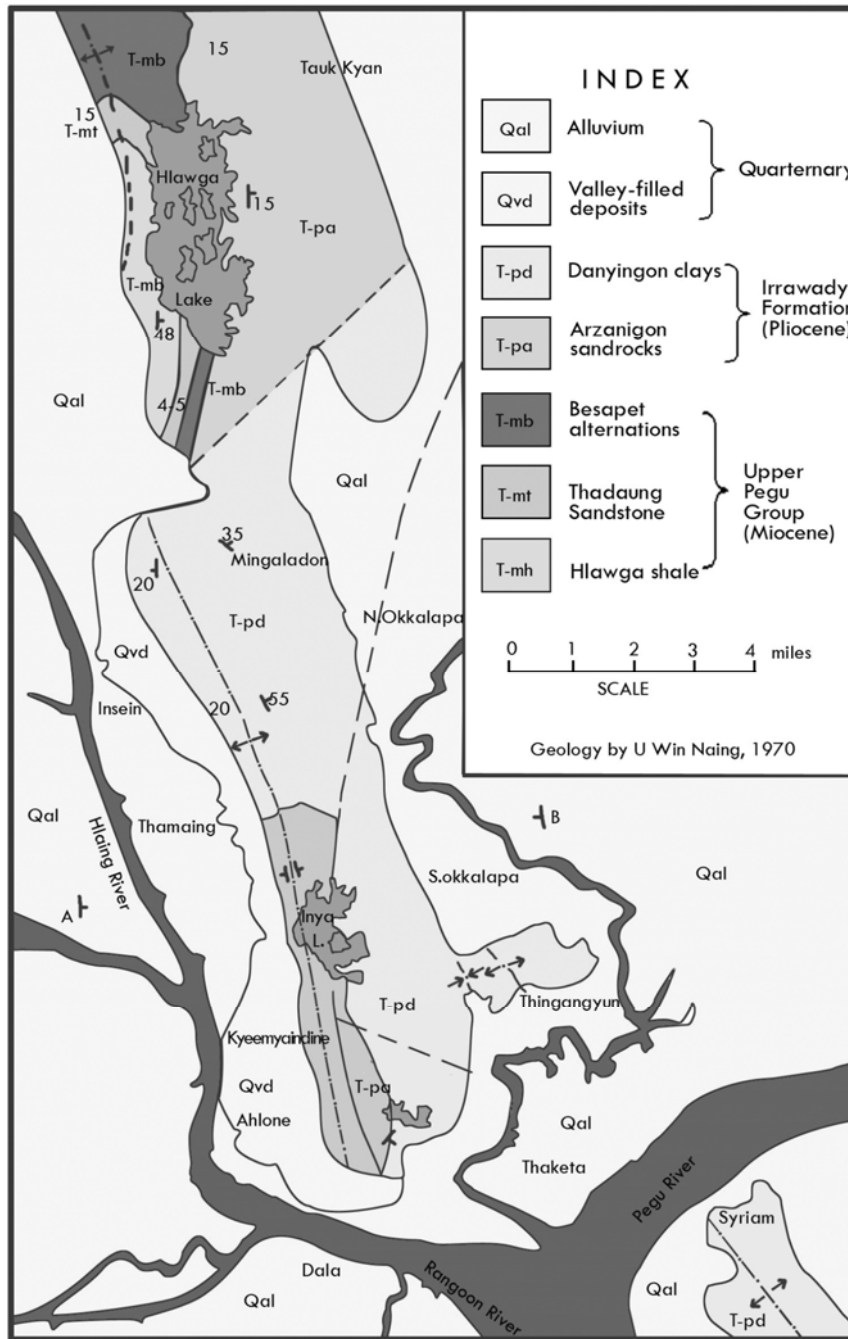 T-mb
15
Tauk Kyan
15
T-mt
Hlawga
15
T-pa
T-mb
Lake
48
T-mb
4-5
Qal
Qal
35
Mingaladon
20
T-pd
N.Okkalapa
Qvd
Insein
20
55
Qal
Thamaing
Hlaing River
B
S.okkalapa
Qal
A
Inya
L.
T-pd
Thingangyun
Kyeemyaindine
T-pa
Qvd
Ahlone
Qal
Thaketa
Pegu River
Syriam
Dala
Rangoon River
Qal
Qal
T-pd
INDEX
Qal Alluvium
Qvd Valley-filled
deposits
Quarternary
T-pd Danyingon clays
T-pa Arzanigon
sandrocks
Irrawady
Formation
(Pliocene)
T-mb Besapet
alternations
T-mt Thadaung
Sandstone
T-mh Hlawga shale
Upper
Pegu
Group
(Miocene)
0 1 2 3 4 miles
SCALE
Geology by U Win Naing, 1970